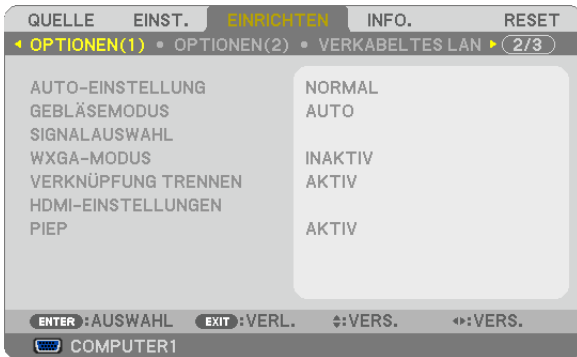 QUELLE EINST. EINRICHTEN INFO. RESET
OPTIONEN(1) • OPTIONEN(2) • VERKABELTES LAN 2/3
AUTO-EINSTELLUNG NORMAL
GEBLÄSEMODUS AUTO
SIGNALAUSWAHL
WXGA-MODUS INAKTIV
VERKNÜPFUNG TRENNEN AKTIV
HDMI-EINSTELLUNGEN
PIEP AKTIV
ENTER :AUSWAHL EXIT :VERL. :VERS. :VERS.
COMPUTER1